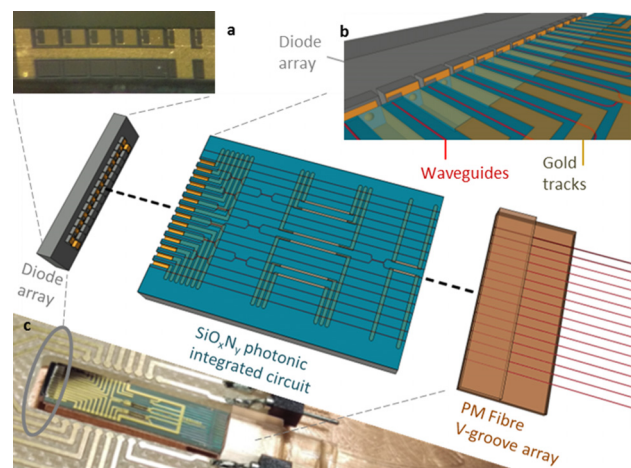 a
b
Diode
array
Waveguides
Gold
tracks
Diode
array
SiOxNy photonic
integrated circuit
c
PM Fibre
V-groove array